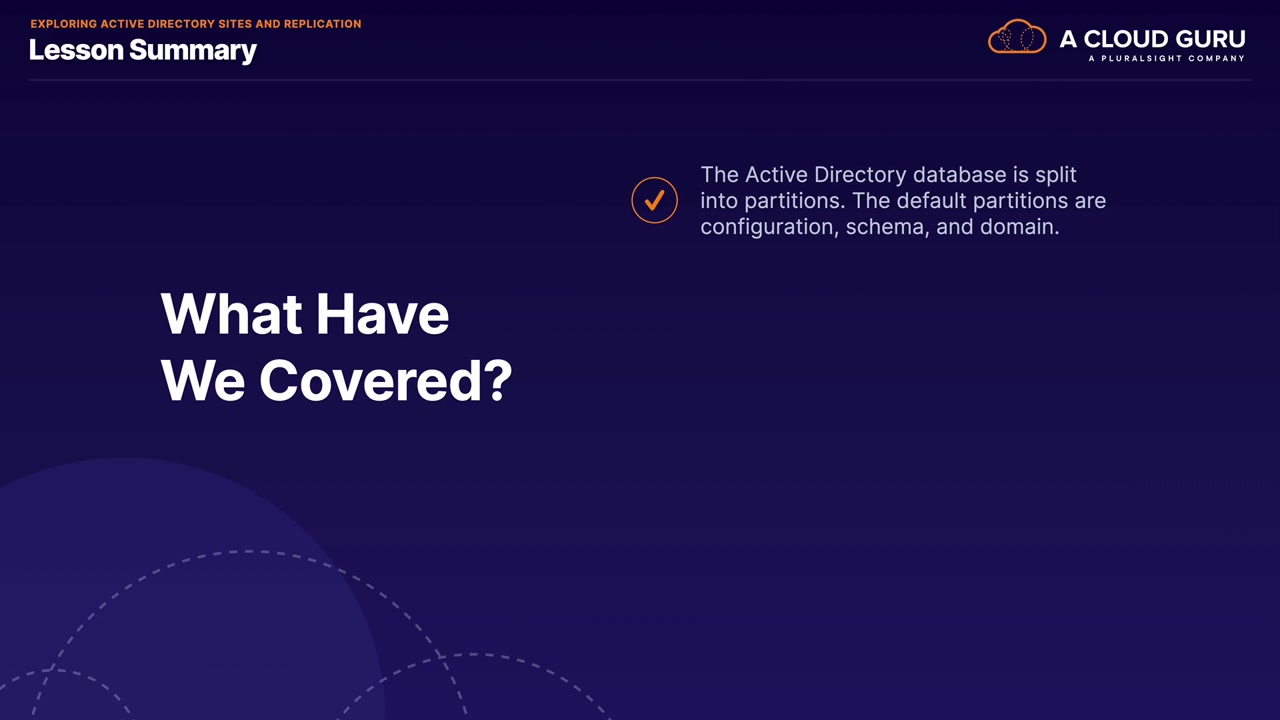 EXPLORING ACTIVE DIRECTORY SITES AND REPLICATION
Lesson Summary
A CLOUD GURU
A PLURALSIGHT COMPANY
The Active Directory database is split
into partitions. The default partitions are
configuration, schema, and domain.
What Have
We Covered?